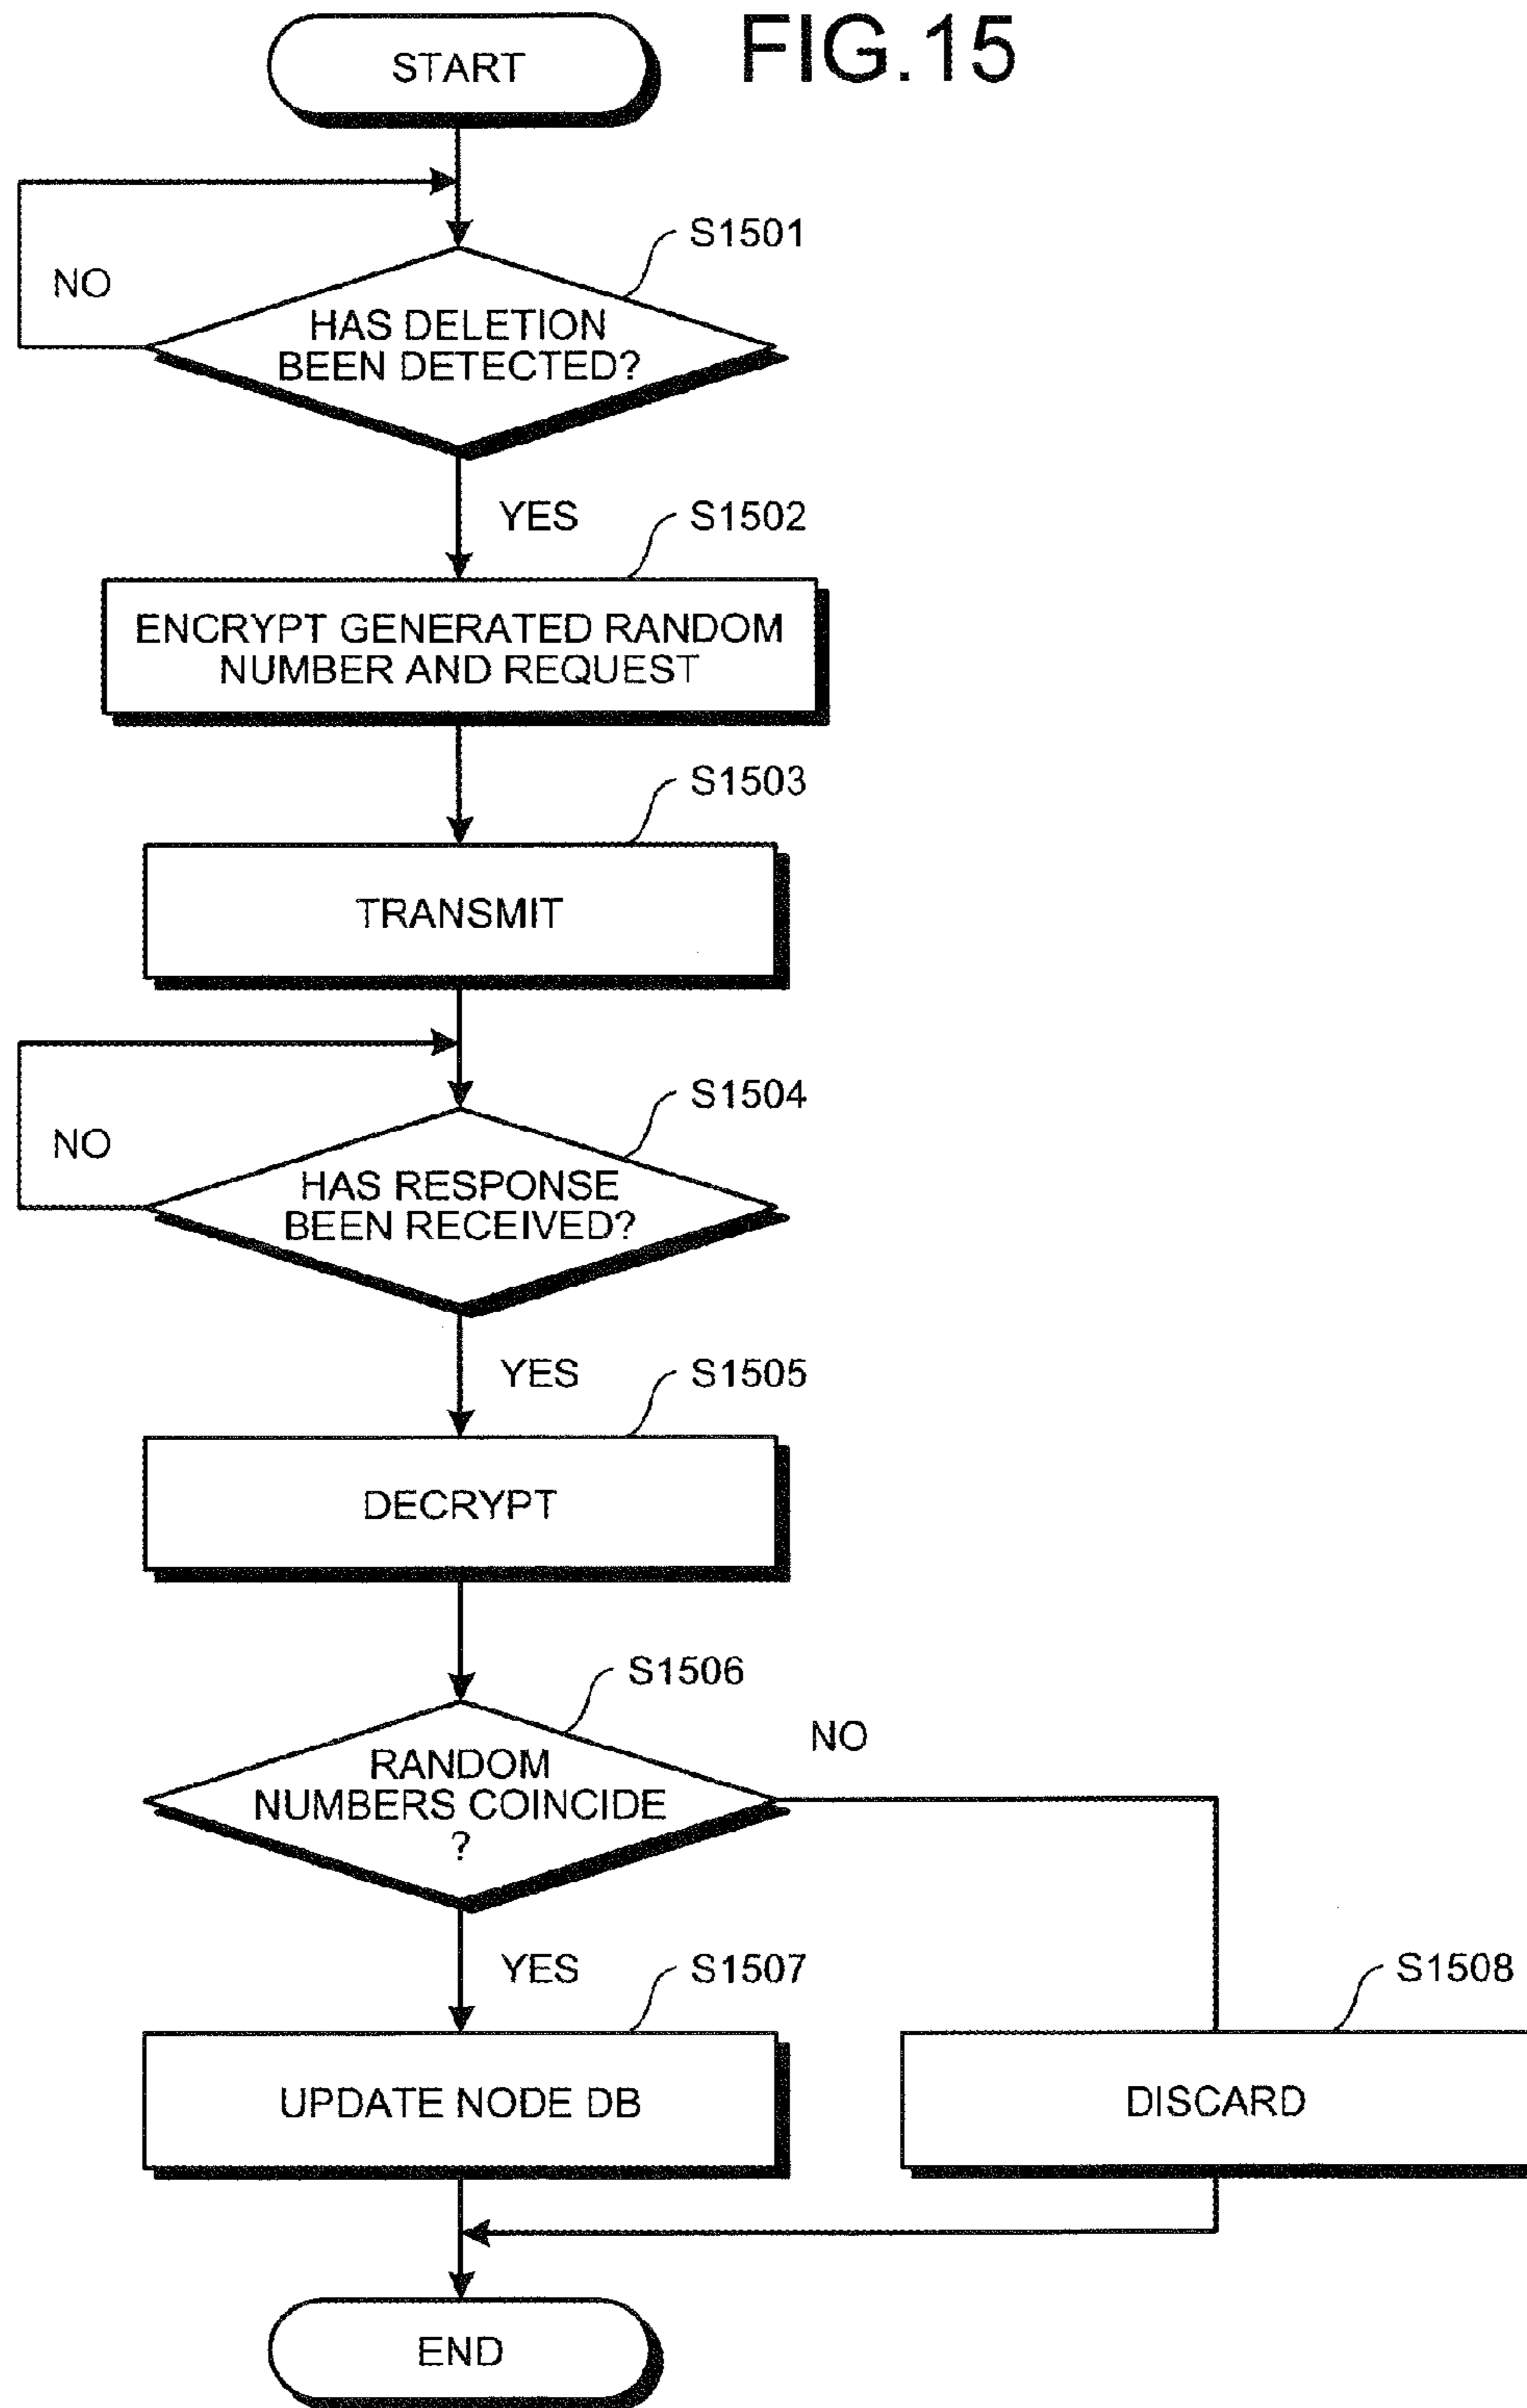 FIG.15
START
S1501
NO
HAS DELETION
BEEN DETECTED?
YES
S1502
ENCRYPT GENERATED RANDOM
NUMBER AND REQUEST
S1503
TRANSMIT
S1504
NO
HAS RESPONSE
BEEN RECEIVED?
YES
S1505
DECRYPT
S1506
NO
RANDOM
NUMBERS COINCIDE
?
YES
S1507
S1508
UPDATE NODE DB
DISCARD
END